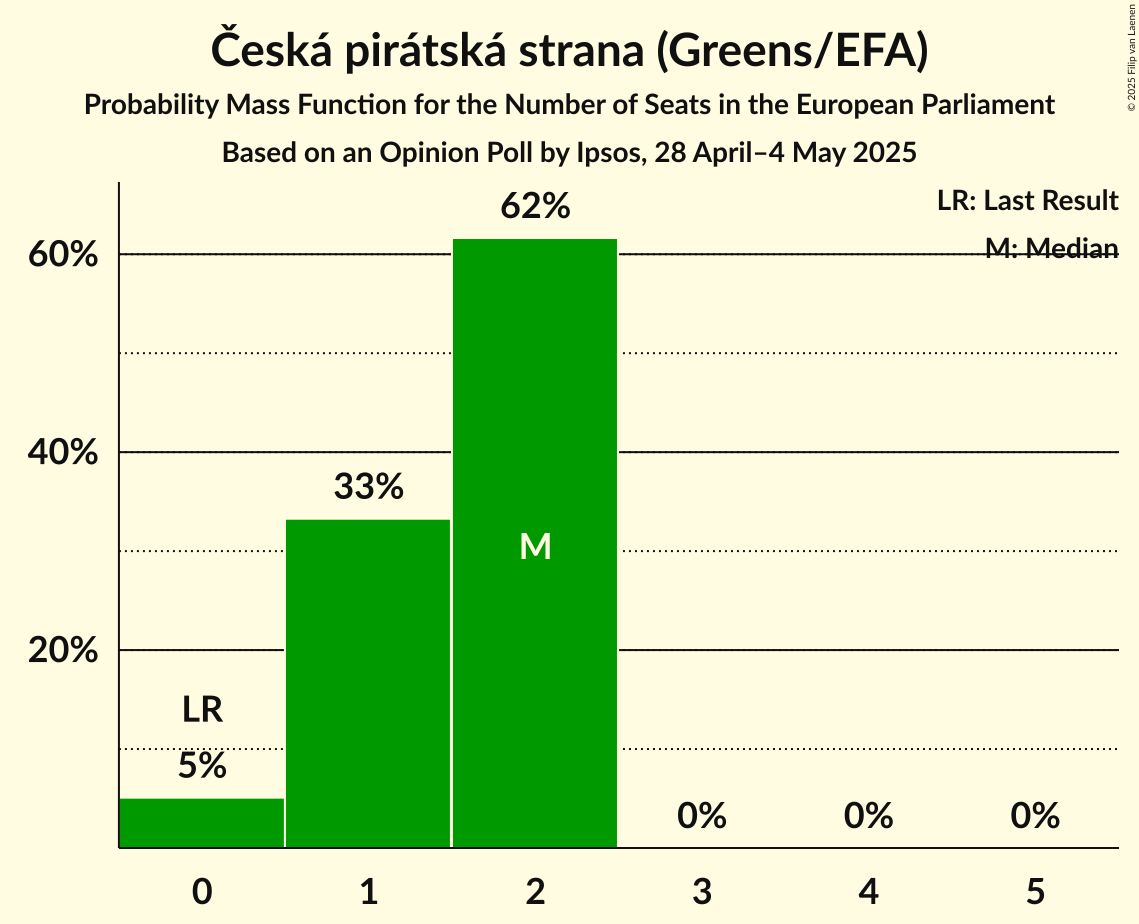 Česká pirátská strana (Greens/EFA)
Probability Mass Function for the Number of Seats in the European Parliament
Based on an Opinion Poll by Ipsos, 28 April–4 May 2025
© 2025 Filip van Laenen
LR: Last Result
M: Median
60%
40%
20%
62%
33%
M
LR
5%
0%
0%
0%
0
1
2
3
4
5